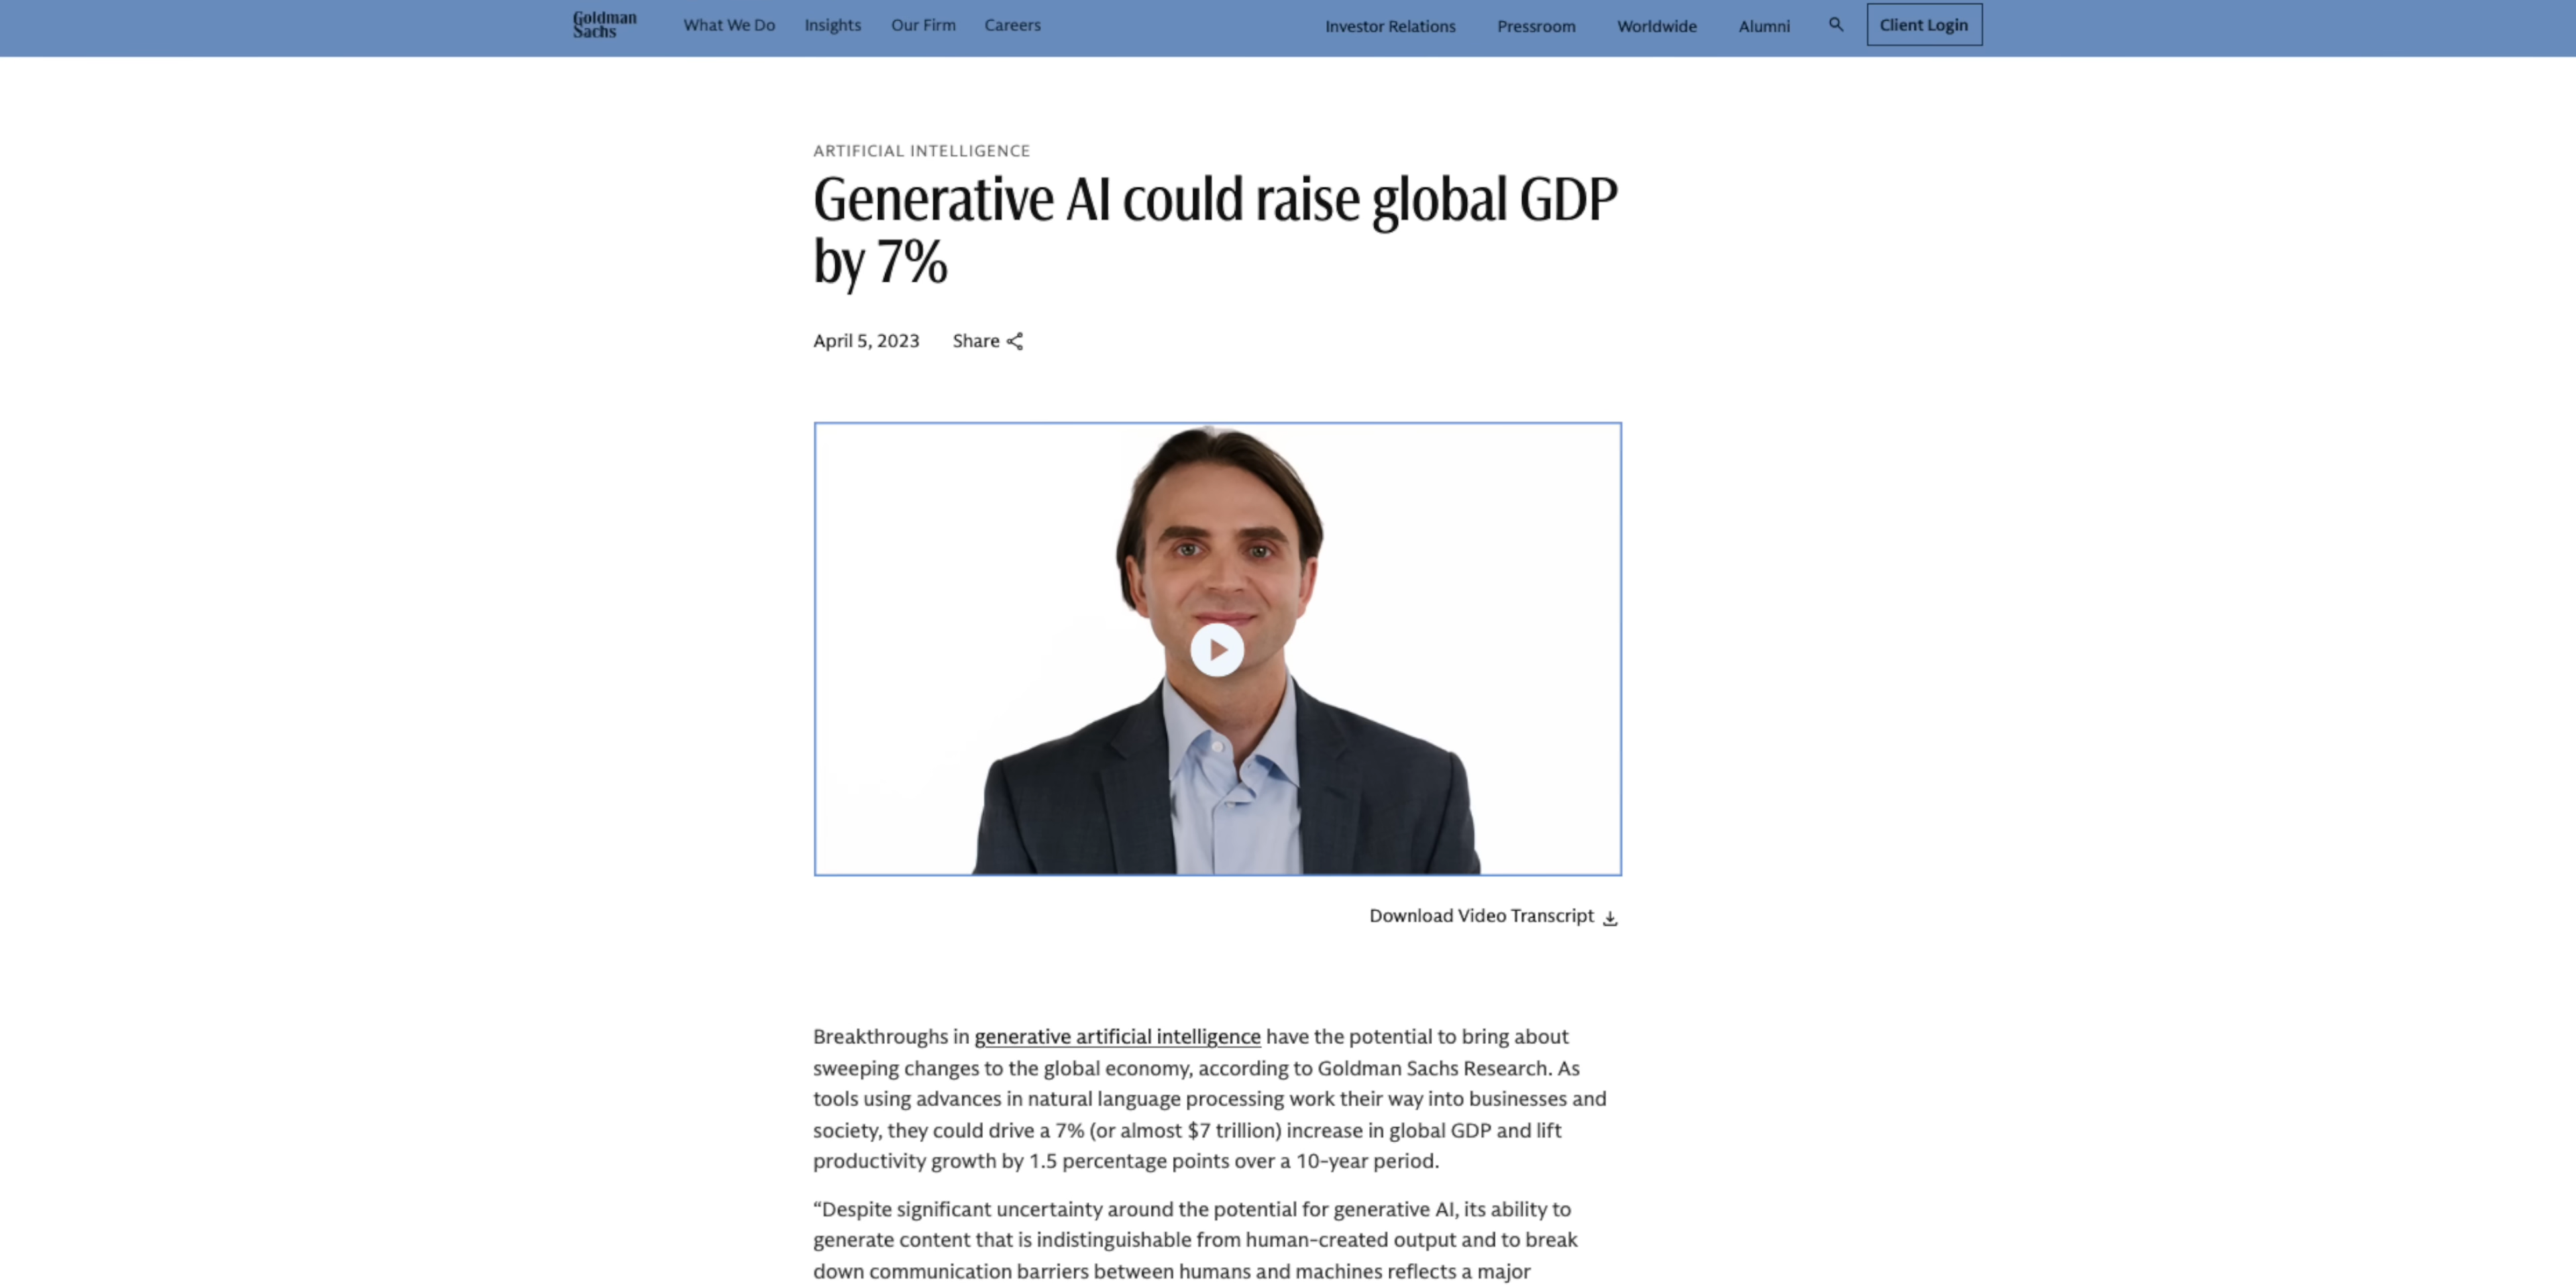 Goldman
Sachs
What We Do
Insights
Our Firm
Careers
Investor Relations
Pressroom
Worldwide
Alumni
Client Login
ARTIFICIAL INTELLIGENCE
Generative AI could raise global GDP
by 7%
April 5, 2023
Share
Download Video Transcript
Breakthroughs in generative artificial intelligence have the potential to bring about
sweeping changes to the global economy, according to Goldman Sachs Research. As
tools using advances in natural language processing work their way into businesses and
society, they could drive a 7% (or almost $7 trillion) increase in global GDP and lift
productivity growth by 1.5 percentage points over a 10-year period.
“Despite significant uncertainty around the potential for generative AI, its ability to
generate content that is indistinguishable from human-created output and to break
down communication barriers between humans and machines reflects a major